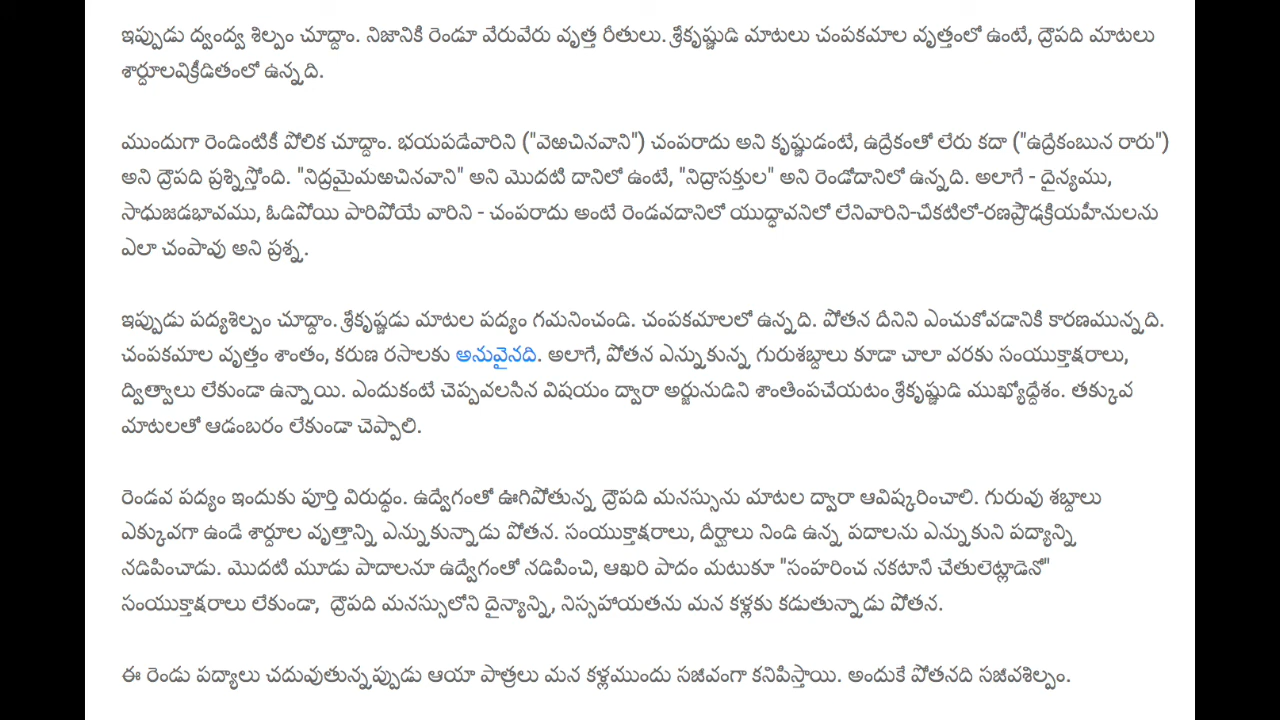 ఇప్పుడు ద్వంద్వ శిల్పం చూద్దాం. నిజానికి రెండూ వేరువేరు వృత్త రీతులు. శ్రీకృష్ణుడి మాటలు చంపకమాల వృత్తంలో ఉంటే, ద్రౌపది మాటలు
శార్దూలవిక్రీడితంలో ఉన్నది.
ముందుగా రెండింటికీ పోలిక చూద్దాం. భయపడేవారిని ("వెఱచినవాని") చంపరాదు అని కృష్ణుడంటే, ఉద్రేకంతో లేరు కదా ("ఉద్రేకంబున రారు")
అని ద్రౌపది ప్రశ్నిస్తోంది. "నిద్రమైమఱచినవాని" అని మొదటి దానిలో ఉంటే, "నిద్రాసక్తుల" అని రెండోదానిలో ఉన్నది. అలాగే - దైన్యము,
సాధుజడభావము, ఓడిపోయి పారిపోయే వారిని - చంపరాదు అంటే రెండవదానిలో యుద్ధావనిలో లేనివారిని-చీకటిలో-రణప్రౌఢక్రియహీనులను
ఎలా చంపావు అని ప్రశ్న.
ఇప్పుడు పద్యశిల్పం చూద్దాం. శ్రీకృష్ణడు మాటల పద్యం గమనించండి. చంపకమాలలో ఉన్నది. పోతన దీనిని ఎంచుకోవడానికి కారణమున్నది.
చంపకమాల వృత్తం శాంతం, కరుణ రసాలకు అనువైనది. అలాగే, పోతన ఎన్నుకున్న గురుశబ్దాలు కూడా చాలా వరకు సంయుక్తాక్షరాలు,
ద్విత్వాలు లేకుండా ఉన్నాయి. ఎందుకంటే చెప్పవలసిన విషయం ద్వారా అర్జునుడిని శాంతింపచేయటం శ్రీకృష్ణుడి ముఖ్యోద్దేశం. తక్కువ
మాటలతో ఆడంబరం లేకుండా చెప్పాలి.
రెండవ పద్యం ఇందుకు పూర్తి విరుద్ధం. ఉద్వేగంతో ఊగిపోతున్న ద్రౌపది మనస్సును మాటల ద్వారా ఆవిష్కరించాలి. గురువు శబ్దాలు
ఎక్కువగా ఉండే శార్దూల వృత్తాన్ని ఎన్నుకున్నాడు పోతన. సంయుక్తాక్షరాలు, దీర్ఘాలు నిండి ఉన్న పదాలను ఎన్నుకుని పద్యాన్ని
నడిపించాడు. మొదటి మూడు పాదాలనూ ఉద్వేగంతో నడిపించి, ఆఖరి పాదం మటుకూ "సంహరించ నకటాని చేతులెట్లాడెనో"
సంయుక్తాక్షరాలు లేకుండా, ద్రౌపది మనస్సులోని దైన్యాన్ని, నిస్సహాయతను మన కళ్లకు కడుతున్నాడు పోతన.
ఈ రెండు పద్యాలు చదువుతున్నప్పుడు ఆయా పాత్రలు మన కళ్లముందు సజీవంగా కనిపిస్తాయి. అందుకే పోతనది సజీవశిల్పం.